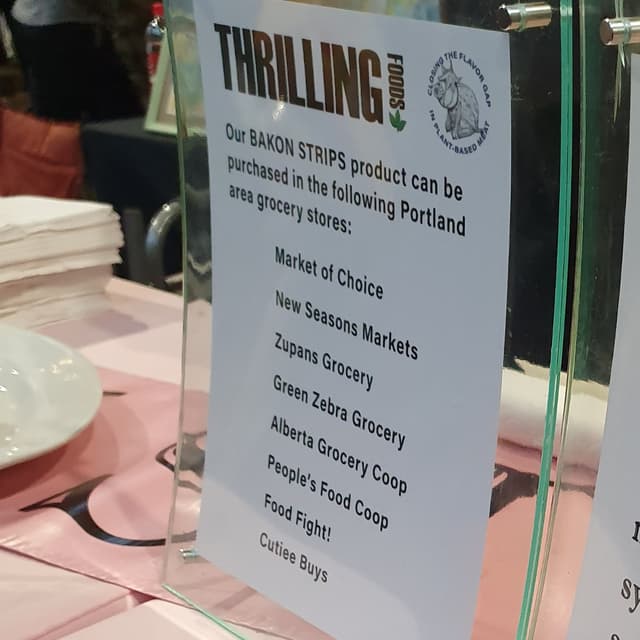 THRILLING
FOODS
CLOSING THE FLAVOR GAP
IN PLANT-BASED MEAT
Our BAKON STRIPS product can be
purchased in the following Portland
area grocery stores:
Market of Choice
New Seasons Markets
Zupans Grocery
Green Zebra Grocery
Alberta Grocery Coop
People's Food Coop
Food Fight!
Cutiee Buys